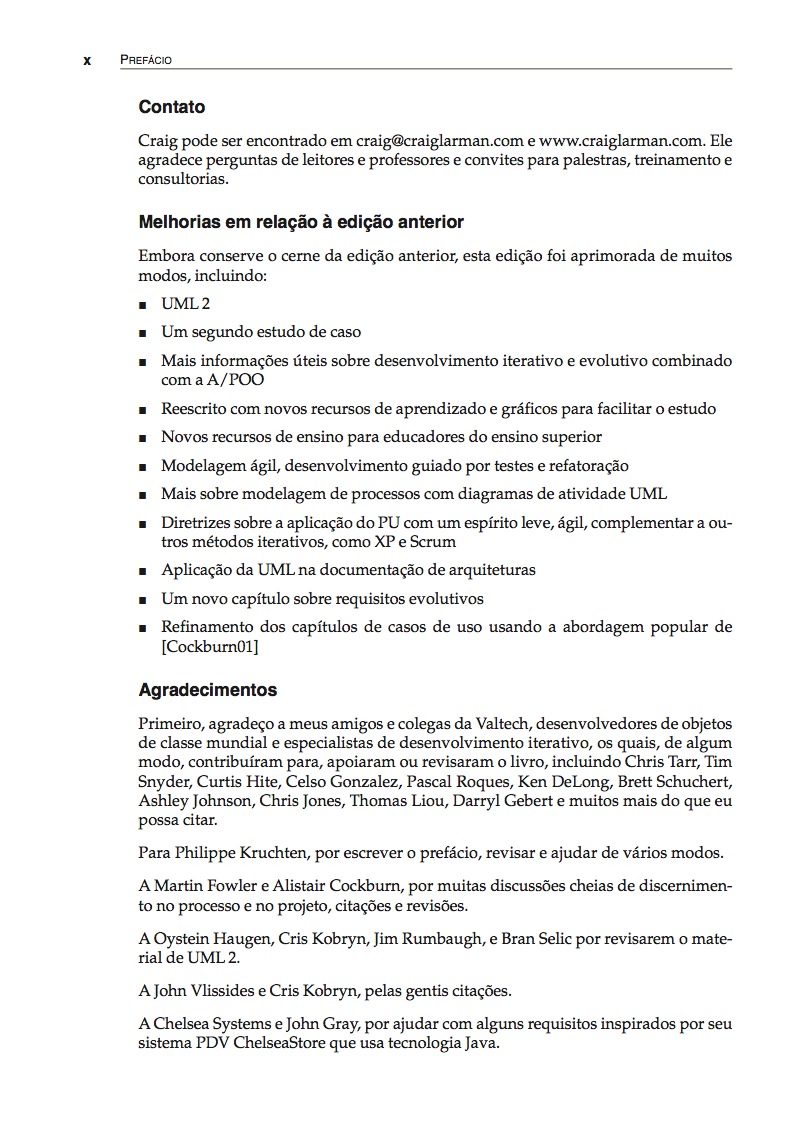 x PREFÁCIO
Contato
Craig pode ser encontrado em craig@craiglarman.com e www.craiglarman.com. Ele
agradece perguntas de leitores e professores e convites para palestras, treinamento e
consultorias.
Melhorias em relação à edição anterior
Embora conserve o cerne da edição anterior, esta edição foi aprimorada de muitos
modos, incluindo:
■ UML 2
■ Um segundo estudo de caso
■ Mais informações úteis sobre desenvolvimento iterativo e evolutivo combinado
com a A/POO
■ Reescrito com novos recursos de aprendizado e gráficos para facilitar o estudo
■ Novos recursos de ensino para educadores do ensino superior
■ Modelagem ágil, desenvolvimento guiado por testes e refatoração
■ Mais sobre modelagem de processos com diagramas de atividade UML
■ Diretrizes sobre a aplicação do PU com um espírito leve, ágil, complementar a ou-
tros métodos iterativos, como XP e Scrum
■ Aplicação da UML na documentação de arquiteturas
■ Um novo capítulo sobre requisitos evolutivos
■ Refinamento dos capítulos de casos de uso usando a abordagem popular de
[Cockburn01]
Agradecimentos
Primeiro, agradeço a meus amigos e colegas da Valtech, desenvolvedores de objetos
de classe mundial e especialistas de desenvolvimento iterativo, os quais, de algum
modo, contribuíram para, apoiaram ou revisaram o livro, incluindo Chris Tarr, Tim
Snyder, Curtis Hite, Celso Gonzalez, Pascal Roques, Ken DeLong, Brett Schuchert,
Ashley Johnson, Chris Jones, Thomas Liou, Darryl Gebert e muitos mais do que eu
possa citar.
Para Philippe Kruchten, por escrever o prefácio, revisar e ajudar de vários modos.
A Martin Fowler e Alistair Cockburn, por muitas discussões cheias de discernimen-
to no processo e no projeto, citações e revisões.
A Oystein Haugen, Cris Kobryn, Jim Rumbaugh, e Bran Selic por revisarem o mate-
rial de UML 2.
A John Vlissides e Cris Kobryn, pelas gentis citações.
A Chelsea Systems e John Gray, por ajudar com alguns requisitos inspirados por seu
sistema PDV ChelseaStore que usa tecnologia Java.